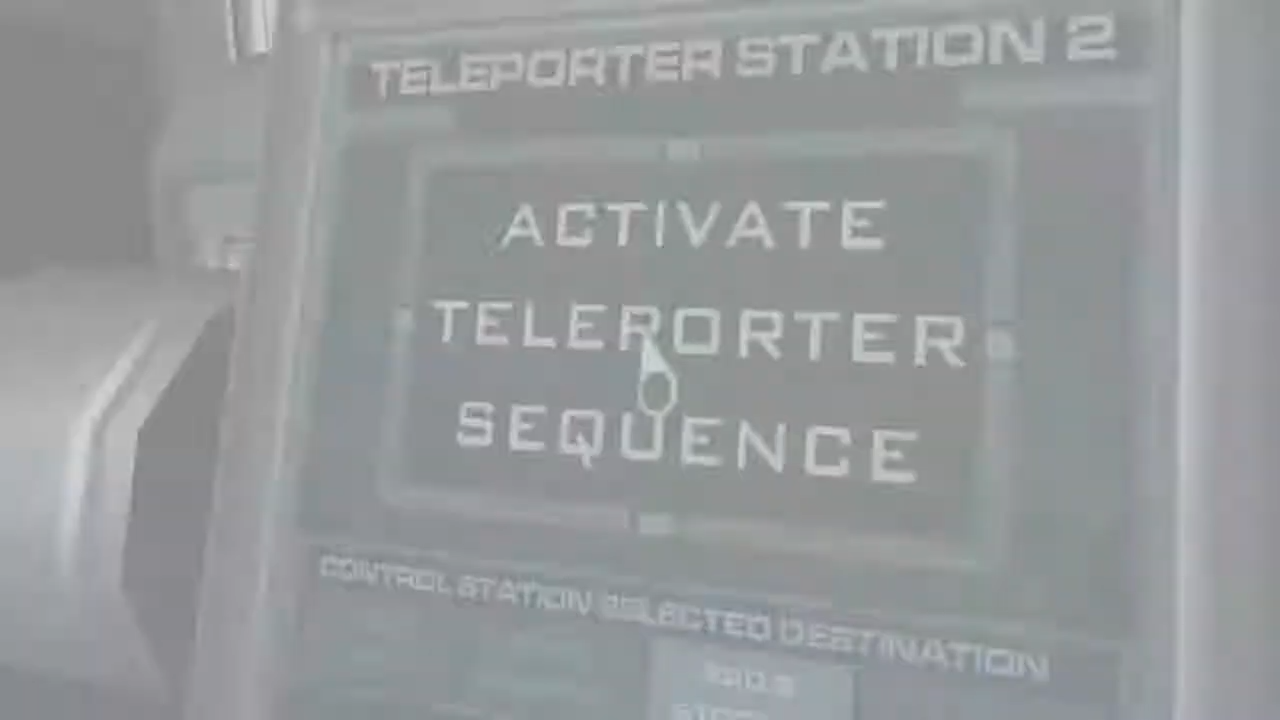 TELEPORTER STATION 2
ACTIVATE
TELEPORTER
SEQUENCE
CONTROL STATION SELECTED DESTINATION